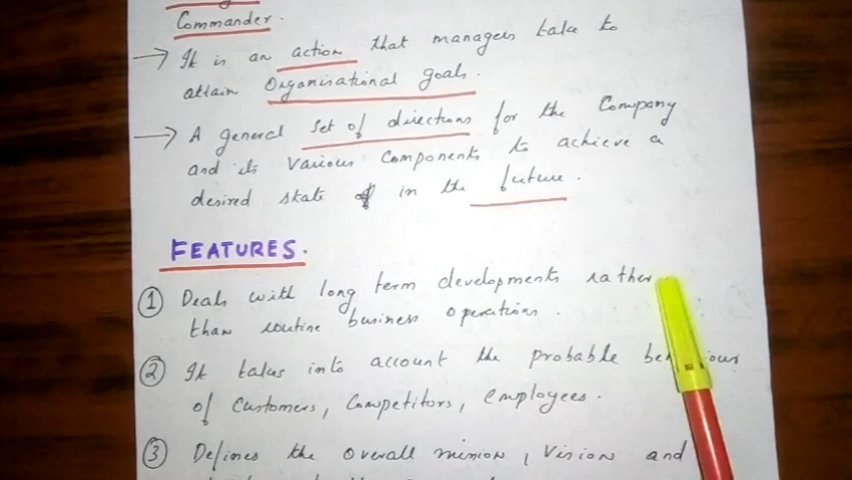 Commander.
→ It is an action that managers take to
attain Organisational goals.
→ A general set of directions for the Company
and its various components to achieve a
desired state in the future.
FEATURES.
① Deals with long term developments rather
than routine business operations.
② It takes into account the probable
of Customers, Competitors, employees.
③ Defines the overall mission, Vision and